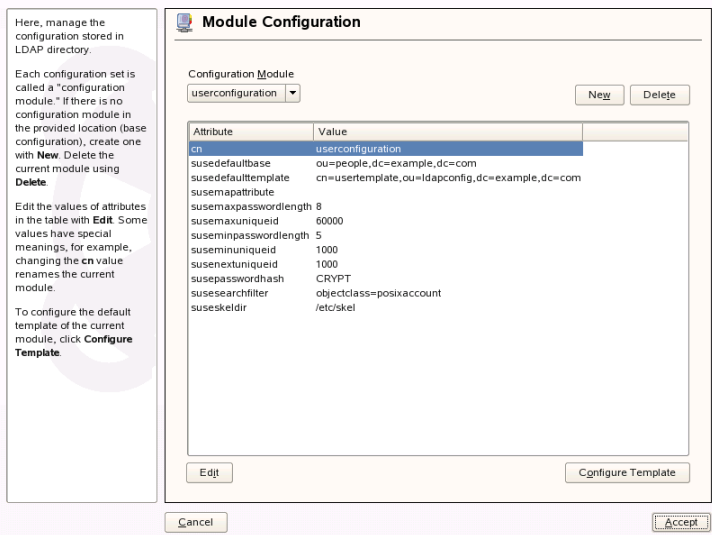 Here, manage the
configuration stored in
LDAP directory.
Each configuration set is
called a "configuration
module." If there is no
configuration module in
the provided location (base
configuration), create one
with New. Delete the
current module using
Delete.
Edit the values of attributes
in the table with Edit. Some
values have special
meanings, for example,
changing the cn value
renames the current
module.
To configure the default
template of the current
module, click Configure
Template.
Module Configuration
Configuration Module
userconfiguration
New
Delete
Attribute Value
cn userconfiguration
susedefaultbase ou=people,dc=example,dc=com
susedefaulttemplate cn=usertemplate,ou=ldapconfig,dc=example,dc=com
susemapattribute
susemaxpasswordlength 8
susemaxuniqueid 60000
suseminpasswordlength 5
suseminuniqueid 1000
susenextuniqueid 1000
susepasswordhash CRYPT
susesearchfilter objectclass=posixaccount
suseskeldir /etc/skel
Edit
Configure Template
Cancel
Accept